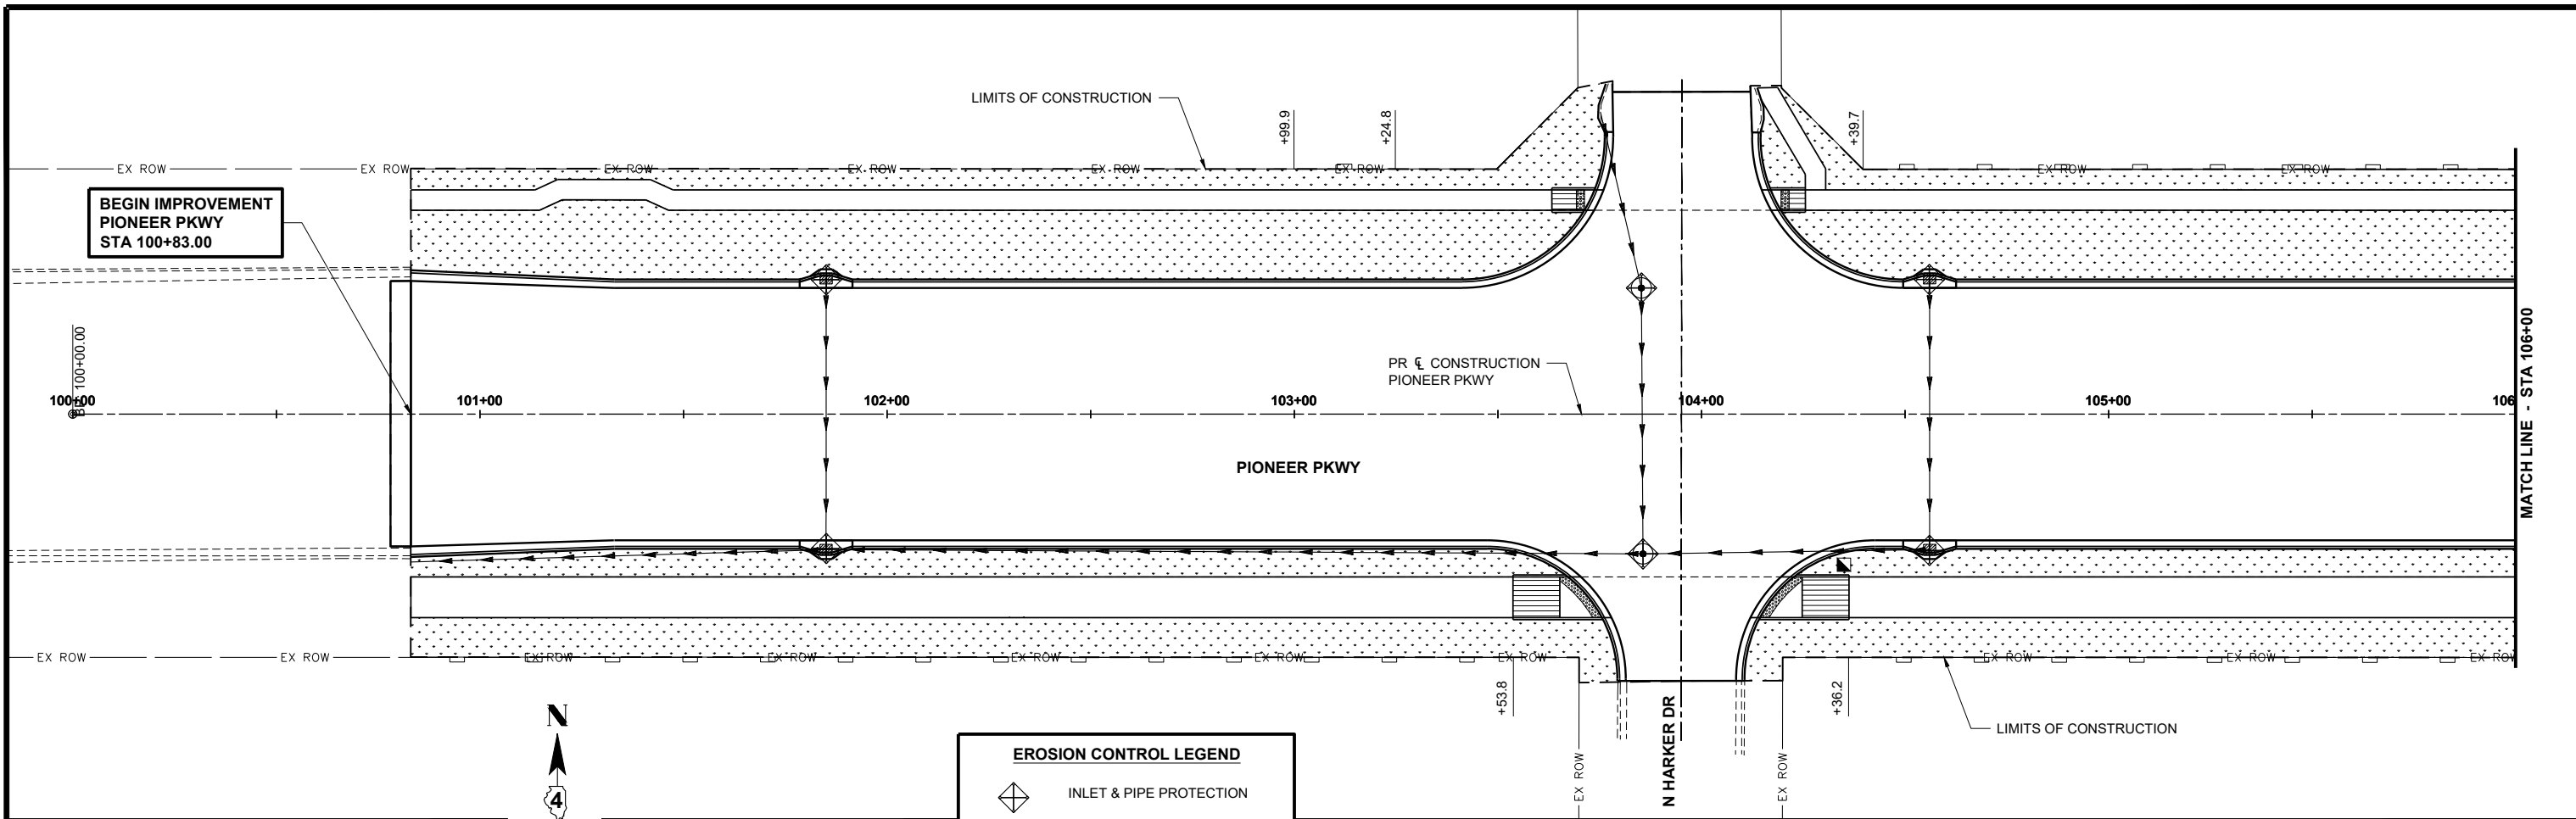 LIMITS OF CONSTRUCTION
+99.9
+24.8
+39.7
EX ROW
EX ROW
EX ROW
EX ROW
EX ROW
EX ROW
EX ROW
EX ROW
BEGIN IMPROVEMENT
PIONEER PKWY
STA 100+83.00
PR ℄ CONSTRUCTION
PIONEER PKWY
100+00
100+00.00
101+00
102+00
103+00
104+00
105+00
106
MATCH LINE - STA 106+00
PIONEER PKWY
EX ROW
EX ROW
EX ROW
EX ROW
EX ROW
EX ROW
EX ROW
EX ROW
EX ROW
EX ROW
+53.8
+36.2
N HARKER DR
EX ROW
EX ROW
LIMITS OF CONSTRUCTION
N
4
EROSION CONTROL LEGEND
INLET & PIPE PROTECTION